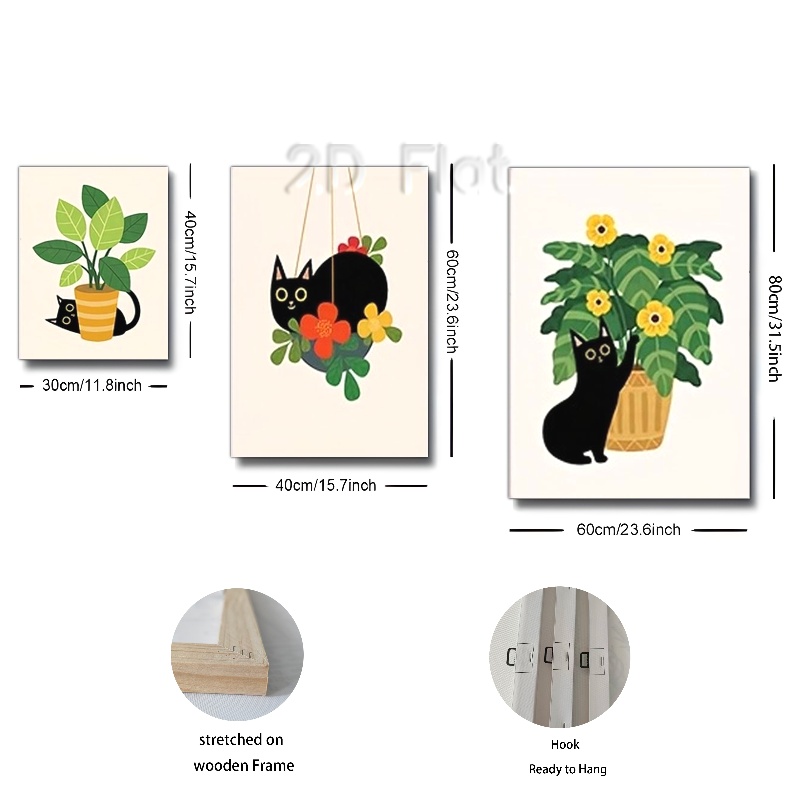 2D Flat
40cm/15.7inch
30cm/11.8inch
60cm/23.6inch
40cm/15.7inch
80cm/31.5inch
60cm/23.6inch
stretched on
wooden Frame
Hook
Ready to Hang